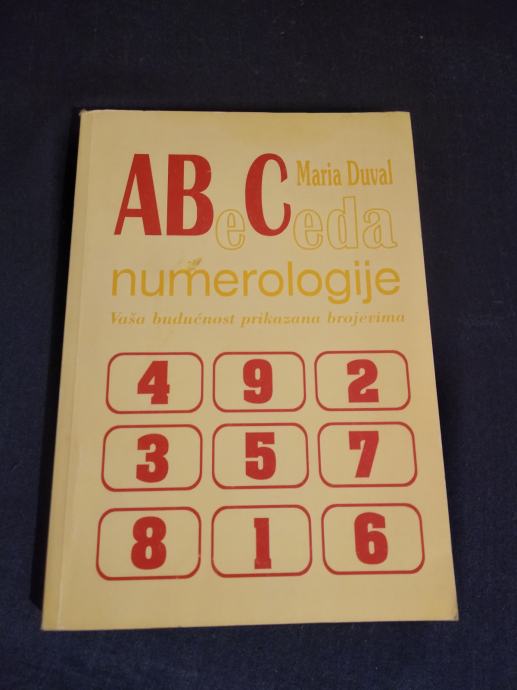 Maria Duval
ABeCeda
numerologije
Vaša budućnost prikazana brojevima
4 9 2
3 5 7
8 1 6